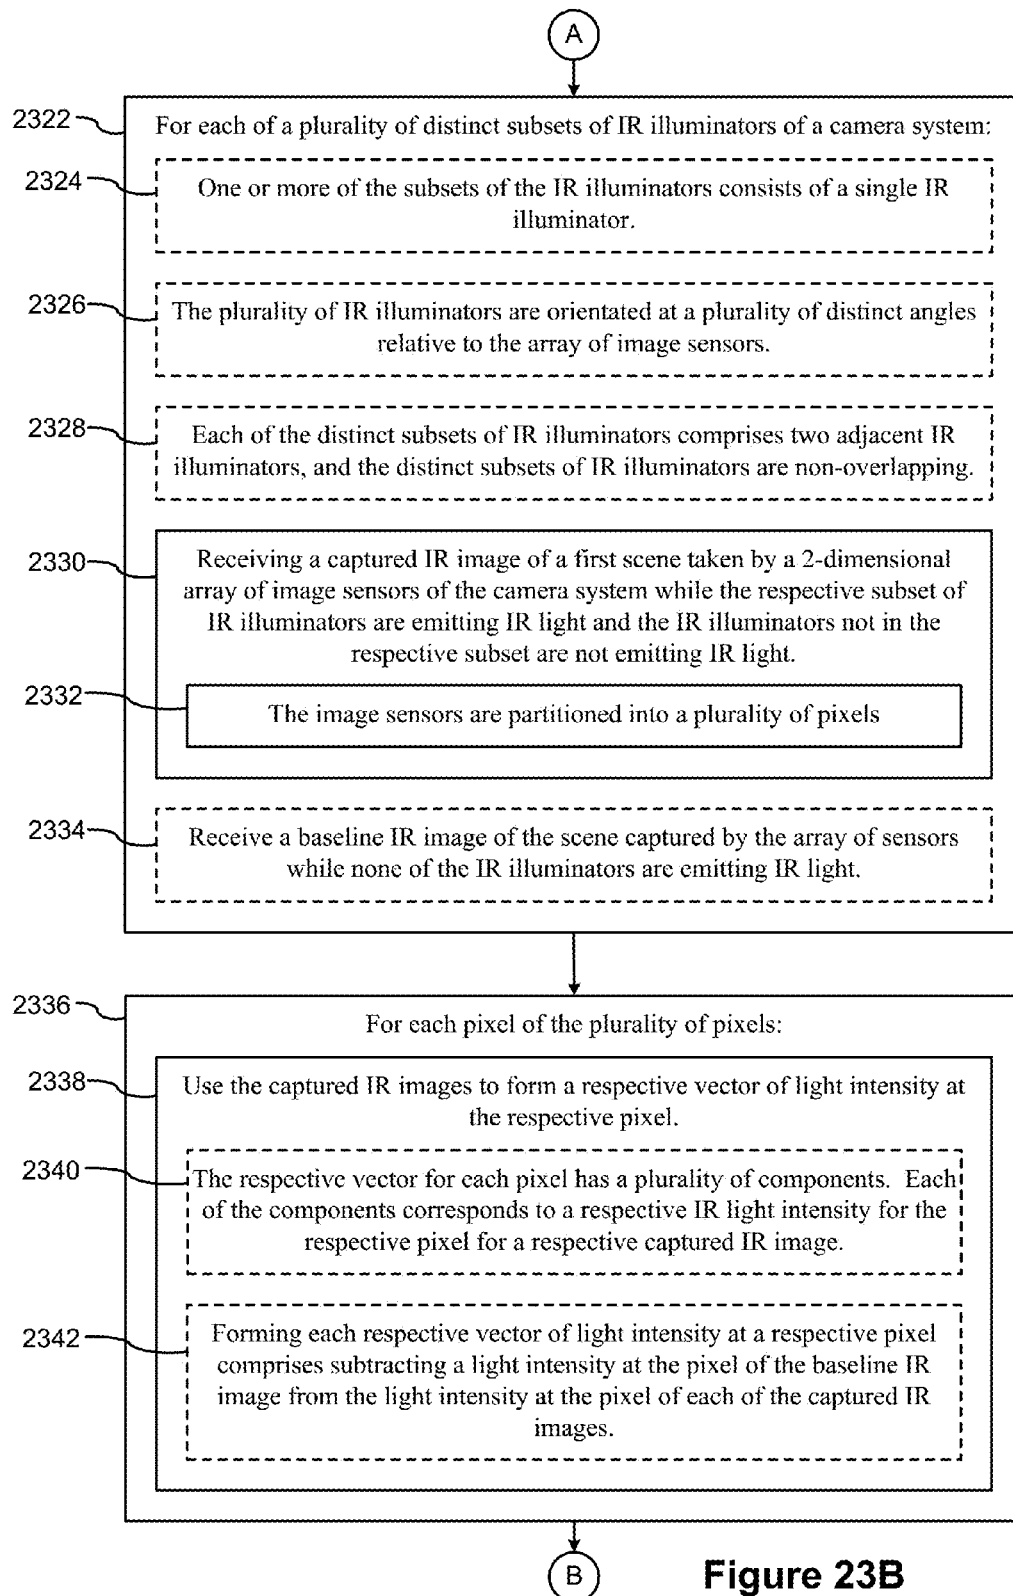 A
2322
For each of a plurality of distinct subsets of IR illuminators of a camera system:
2324
One or more of the subsets of the IR illuminators consists of a single IR
illuminator.
2326
The plurality of IR illuminators are orientated at a plurality of distinct angles
relative to the array of image sensors.
2328
Each of the distinct subsets of IR illuminators comprises two adjacent IR
illuminators, and the distinct subsets of IR illuminators are non-overlapping.
2330
Receiving a captured IR image of a first scene taken by a 2-dimensional
array of image sensors of the camera system while the respective subset of
IR illuminators are emitting IR light and the IR illuminators not in the
respective subset are not emitting IR light.
2332
The image sensors are partitioned into a plurality of pixels
2334
Receive a baseline IR image of the scene captured by the array of sensors
while none of the IR illuminators are emitting IR light.
2336
For each pixel of the plurality of pixels:
2338
Use the captured IR images to form a respective vector of light intensity at
the respective pixel.
2340
The respective vector for each pixel has a plurality of components. Each
of the components corresponds to a respective IR light intensity for the
respective pixel for a respective captured IR image.
2342
Forming each respective vector of light intensity at a respective pixel
comprises subtracting a light intensity at the pixel of the baseline IR
image from the light intensity at the pixel of each of the captured IR
images.
B
Figure 23B